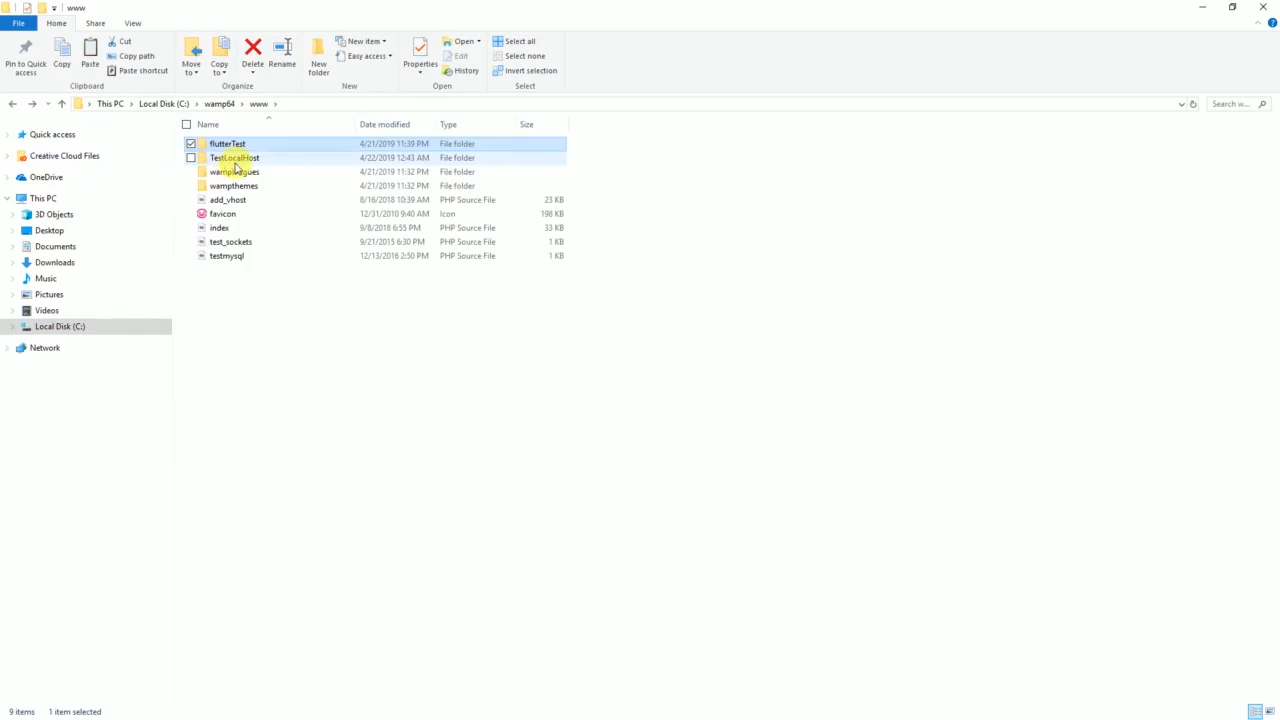 www
File
Home
Share
View
Pin to Quick access
Copy
Paste
Cut
Copy path
Paste shortcut
Clipboard
Move to
Copy to
Delete
Rename
Organize
New folder
New item
Easy access
New
Properties
Open
Edit
History
Open
Select all
Select none
Invert selection
Select
This PC > Local Disk (C:) > wamp64 > www >
Search w...
Name Date modified Type Size
flutterTest 4/21/2019 11:39 PM File folder
TestLocalHost 4/22/2019 12:43 AM File folder
4/21/2019 11:32 PM File folder
wampthemes 4/21/2019 11:32 PM File folder
add_vhost 8/16/2018 10:39 AM PHP Source File 23 KB
favicon 12/31/2010 9:40 AM Icon 198 KB
index 9/8/2018 6:55 PM PHP Source File 33 KB
test_sockets 9/21/2015 6:30 PM PHP Source File 1 KB
testmysql 12/13/2016 2:50 PM PHP Source File 1 KB
Quick access
Creative Cloud Files
OneDrive
This PC
3D Objects
Desktop
Documents
Downloads
Music
Pictures
Videos
Local Disk (C:)
Network
9 items 1 item selected